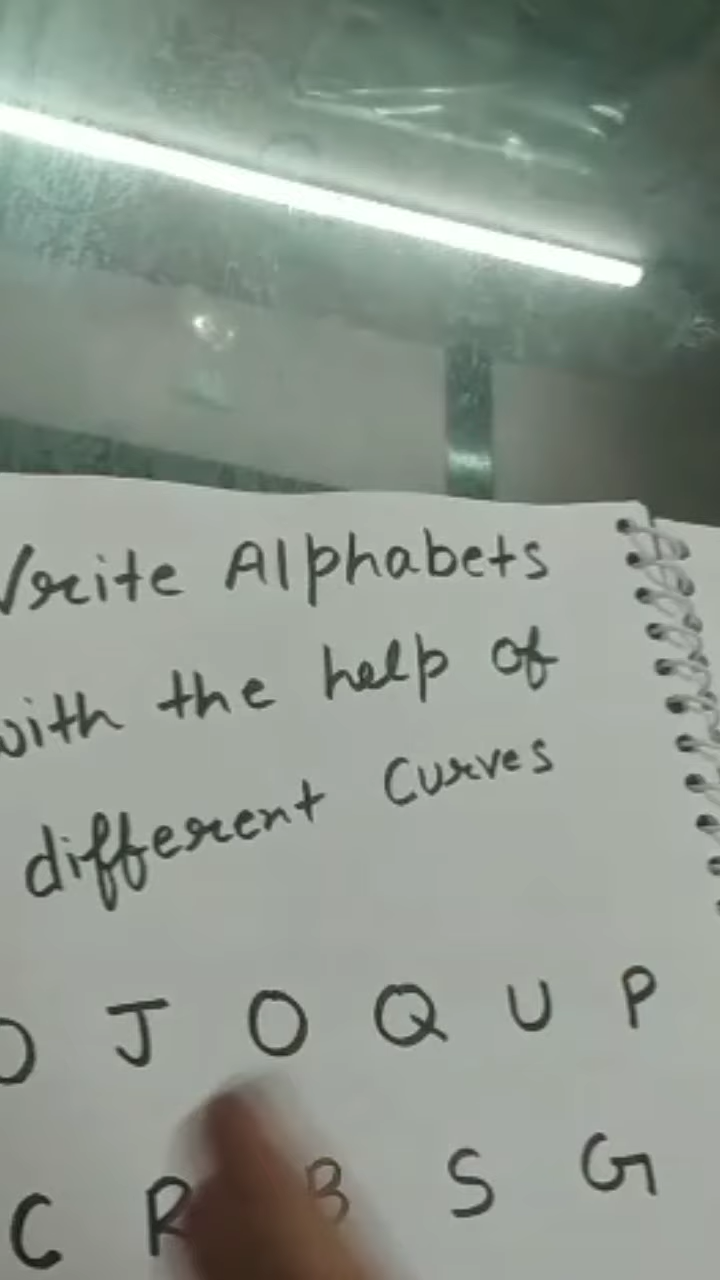 Write Alphabets
with the help of
different Curves
D J O Q U P
C R B S G